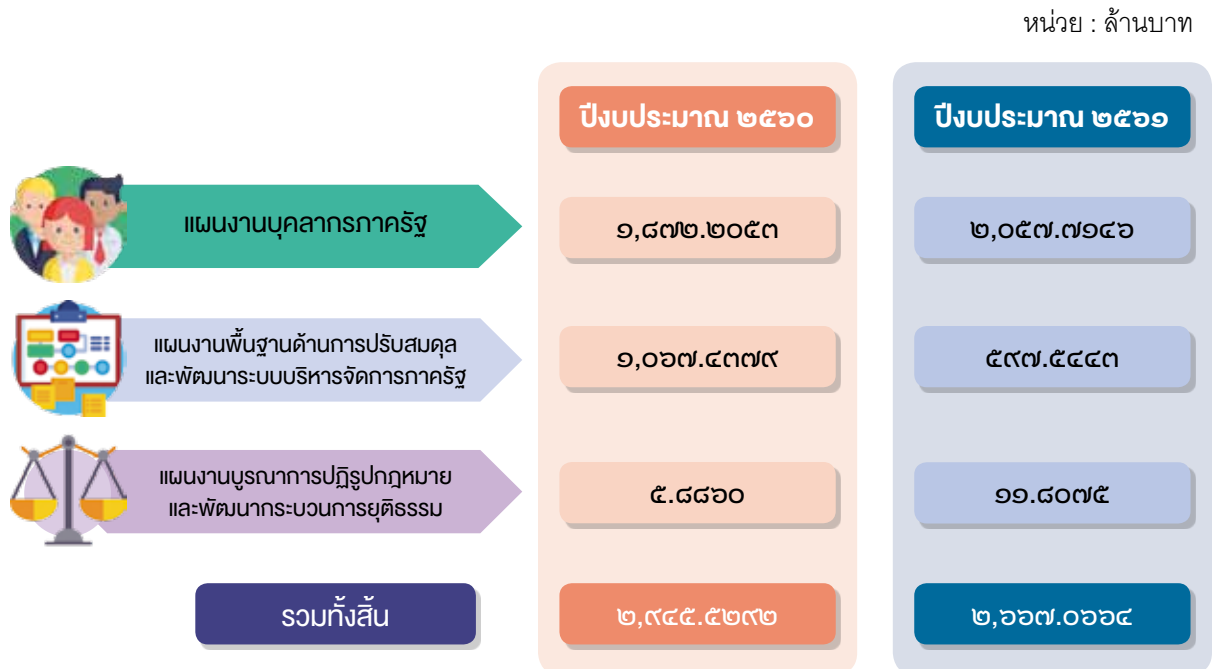 หน่วย : ล้านบาท
ปีงบประมาณ ๒๕๖๐
ปีงบประมาณ ๒๕๖๑
แผนงานบุคลากรภาครัฐ
๑,๘๗๒.๒๐๕๓
๒,๐๕๗.๗๑๔๖
แผนงานพื้นฐานด้านการปรับสมดุล
และพัฒนาระบบบริหารจัดการภาครัฐ
๑,๐๖๗.๔๓๗๙
๕๙๗.๕๔๔๓
แผนงานบูรณาการปฏิรูปกฎหมาย
และพัฒนากระบวนการยุติธรรม
๕.๘๘๖๐
๑๑.๘๐๗๕
รวมทั้งสิ้น
๒,๙๔๕.๕๒๙๒
๒,๖๖๗.๐๖๖๔